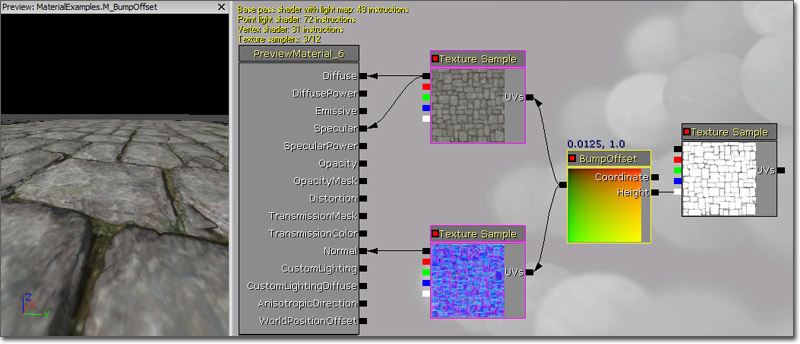 Preview: MaterialExamples.M_BumpOffset
Base pass shader with light map: 49 instructions
Point light shader: 72 instructions
Vertex shader: 31 instructions
Texture samplers: 3/12
PreviewMaterial_6
Diffuse
DiffusePower
Emissive
Specular
SpecularPower
Opacity
OpacityMask
Distortion
TransmissionMask
TransmissionColor
Normal
CustomLighting
CustomLightingDiffuse
AnisotropicDirection
WorldPositionOffset
Texture Sample
UVs
Texture Sample
UVs
0.0125, 1.0
BumpOffset
Coordinate
Height
Texture Sample
UVs
Z
X
Y